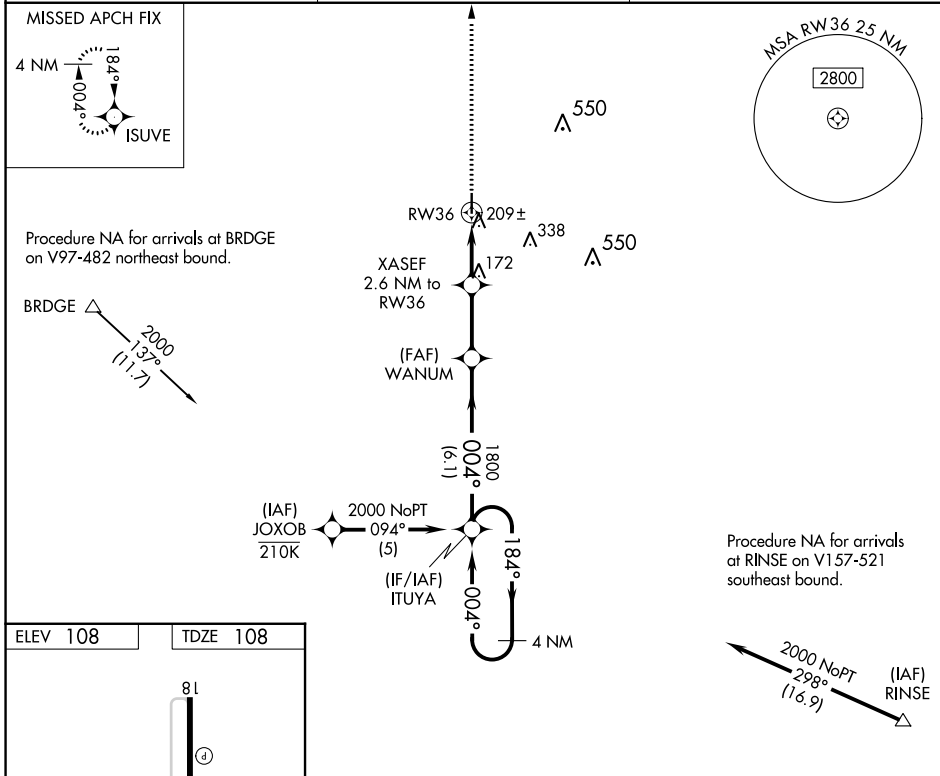 MISSED APCH FIX
4 NM
184°
004°
ISUVE
MSA RW36 25 NM
2800
550
RW36
209±
338
550
172
XASEF
2.6 NM to
RW36
Procedure NA for arrivals at BRDGE
on V97-482 northeast bound.
BRDGE
2000
137°
(11.7)
(FAF)
WANUM
1800
004°
(6.1)
(IAF)
JOXOB
210K
2000 NoPT
094°
(5)
(IF/IAF)
ITUYA
184°
004°
4 NM
Procedure NA for arrivals
at RINSE on V157-521
southeast bound.
2000 NoPT
298°
(16.9)
(IAF)
RINSE
ELEV 108
TDZE 108
18
P